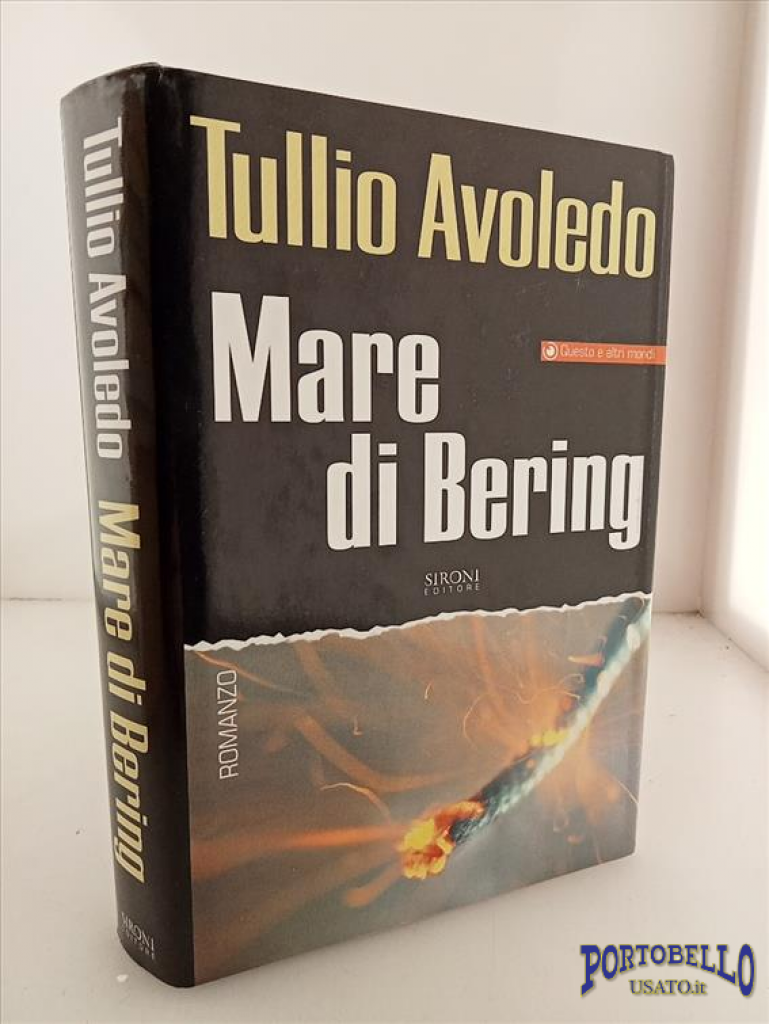 Tullio Avoledo
Mare
di Bering
Questo e altri mondi
SIRONI
EDITORE
ROMANZO
Tullio Avoledo Mare di Bering
SIRONI
EDITORE
PORTOBELLO
USATO.it